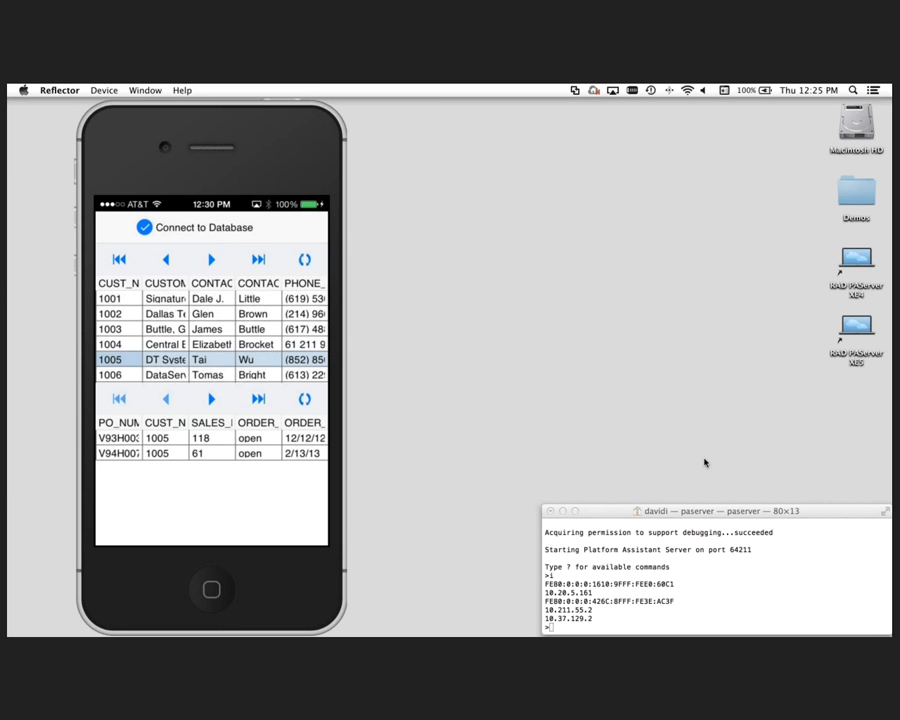 Reflector Device Window Help 100% Thu 12:25 PM
AT&T 12:30 PM 100%
Connect to Database
CUST_N CUSTOM CONTAC CONTAC PHONE_
1001 Signatur Dale J. Little (619) 53
1002 Dallas Te Glen Brown (214) 96
1003 Buttle, G James Buttle (617) 48
1004 Central E Elizabeth Brocket 61 211 9
1005 DT Syste Tai Wu (852) 85
1006 DataSer Tomas Bright (613) 22
PO_NUM CUST_N SALES_ ORDER_ ORDER_
V93H00 1005 118 open 12/12/12
V94H00 1005 61 open 2/13/13
Macintosh HD
Demos
RAD PAServer
XE4
RAD PAServer
XE5
davidi — paserver — paserver — 80×13
Acquiring permission to support debugging...succeeded
Starting Platform Assistant Server on port 64211
Type ? for available commands
>i
FE80:0:0:0:1610:9FFF:FEE0:60C1
10.20.5.161
FE80:0:0:0:426C:8FFF:FE3E:AC3F
10.211.55.2
10.37.129.2
>